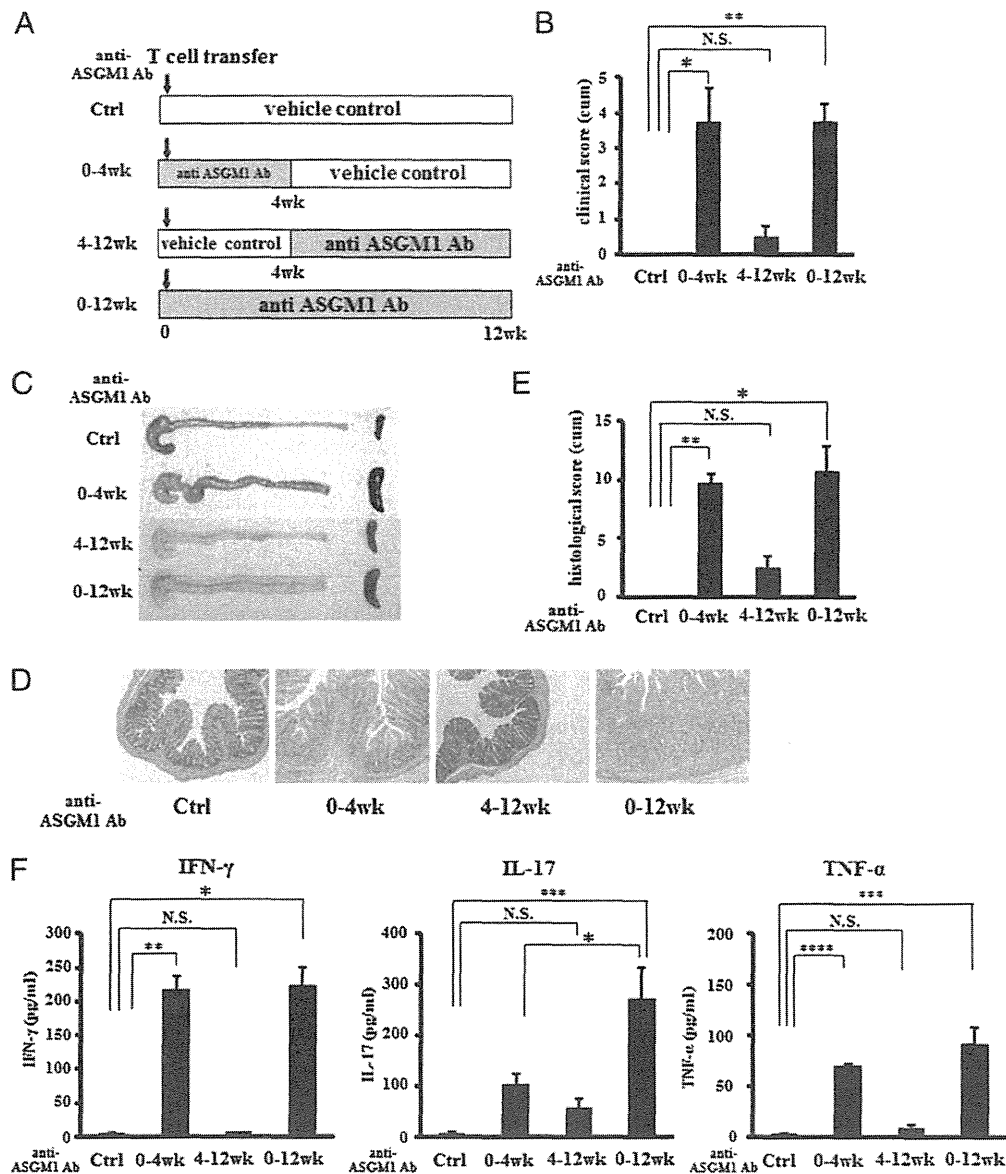 A
anti-
ASGM1 Ab
T cell transfer
Ctrl
vehicle control
0-4wk
anti ASGM1 Ab
vehicle control
4wk
4-12wk
vehicle control
anti ASGM1 Ab
4wk
0-12wk
anti ASGM1 Ab
0
12wk
B
**
N.S.
*
clinical score (cum)
5
4
3
2
1
0
anti-
ASGM1 Ab
Ctrl 0-4wk 4-12wk 0-12wk
C
anti-
ASGM1 Ab
Ctrl
0-4wk
4-12wk
0-12wk
E
*
N.S.
**
histological score (cum)
15
10
5
0
anti-
ASGM1 Ab
Ctrl 0-4wk 4-12wk 0-12wk
D
anti-
ASGM1 Ab
Ctrl
0-4wk
4-12wk
0-12wk
F
IFN-γ
*
N.S.
**
IFN-γ (pg/ml)
300
250
200
150
100
50
0
anti-
ASGM1 Ab
Ctrl 0-4wk 4-12wk 0-12wk
IL-17
***
N.S.
*
IL-17 (pg/ml)
400
300
200
100
0
anti-
ASGM1 Ab
Ctrl 0-4wk 4-12wk 0-12wk
TNF-α
***
N.S.
****
TNF-α (pg/ml)
200
150
100
50
0
anti-
ASGM1 Ab
Ctrl 0-4wk 4-12wk 0-12wk